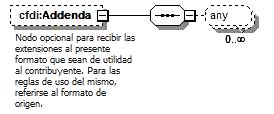 cfdi:Addenda
any
0..∞
Nodo opcional para recibir las
extensiones al presente
formato que sean de utilidad
al contribuyente. Para las
reglas de uso del mismo,
referirse al formato de
origen.